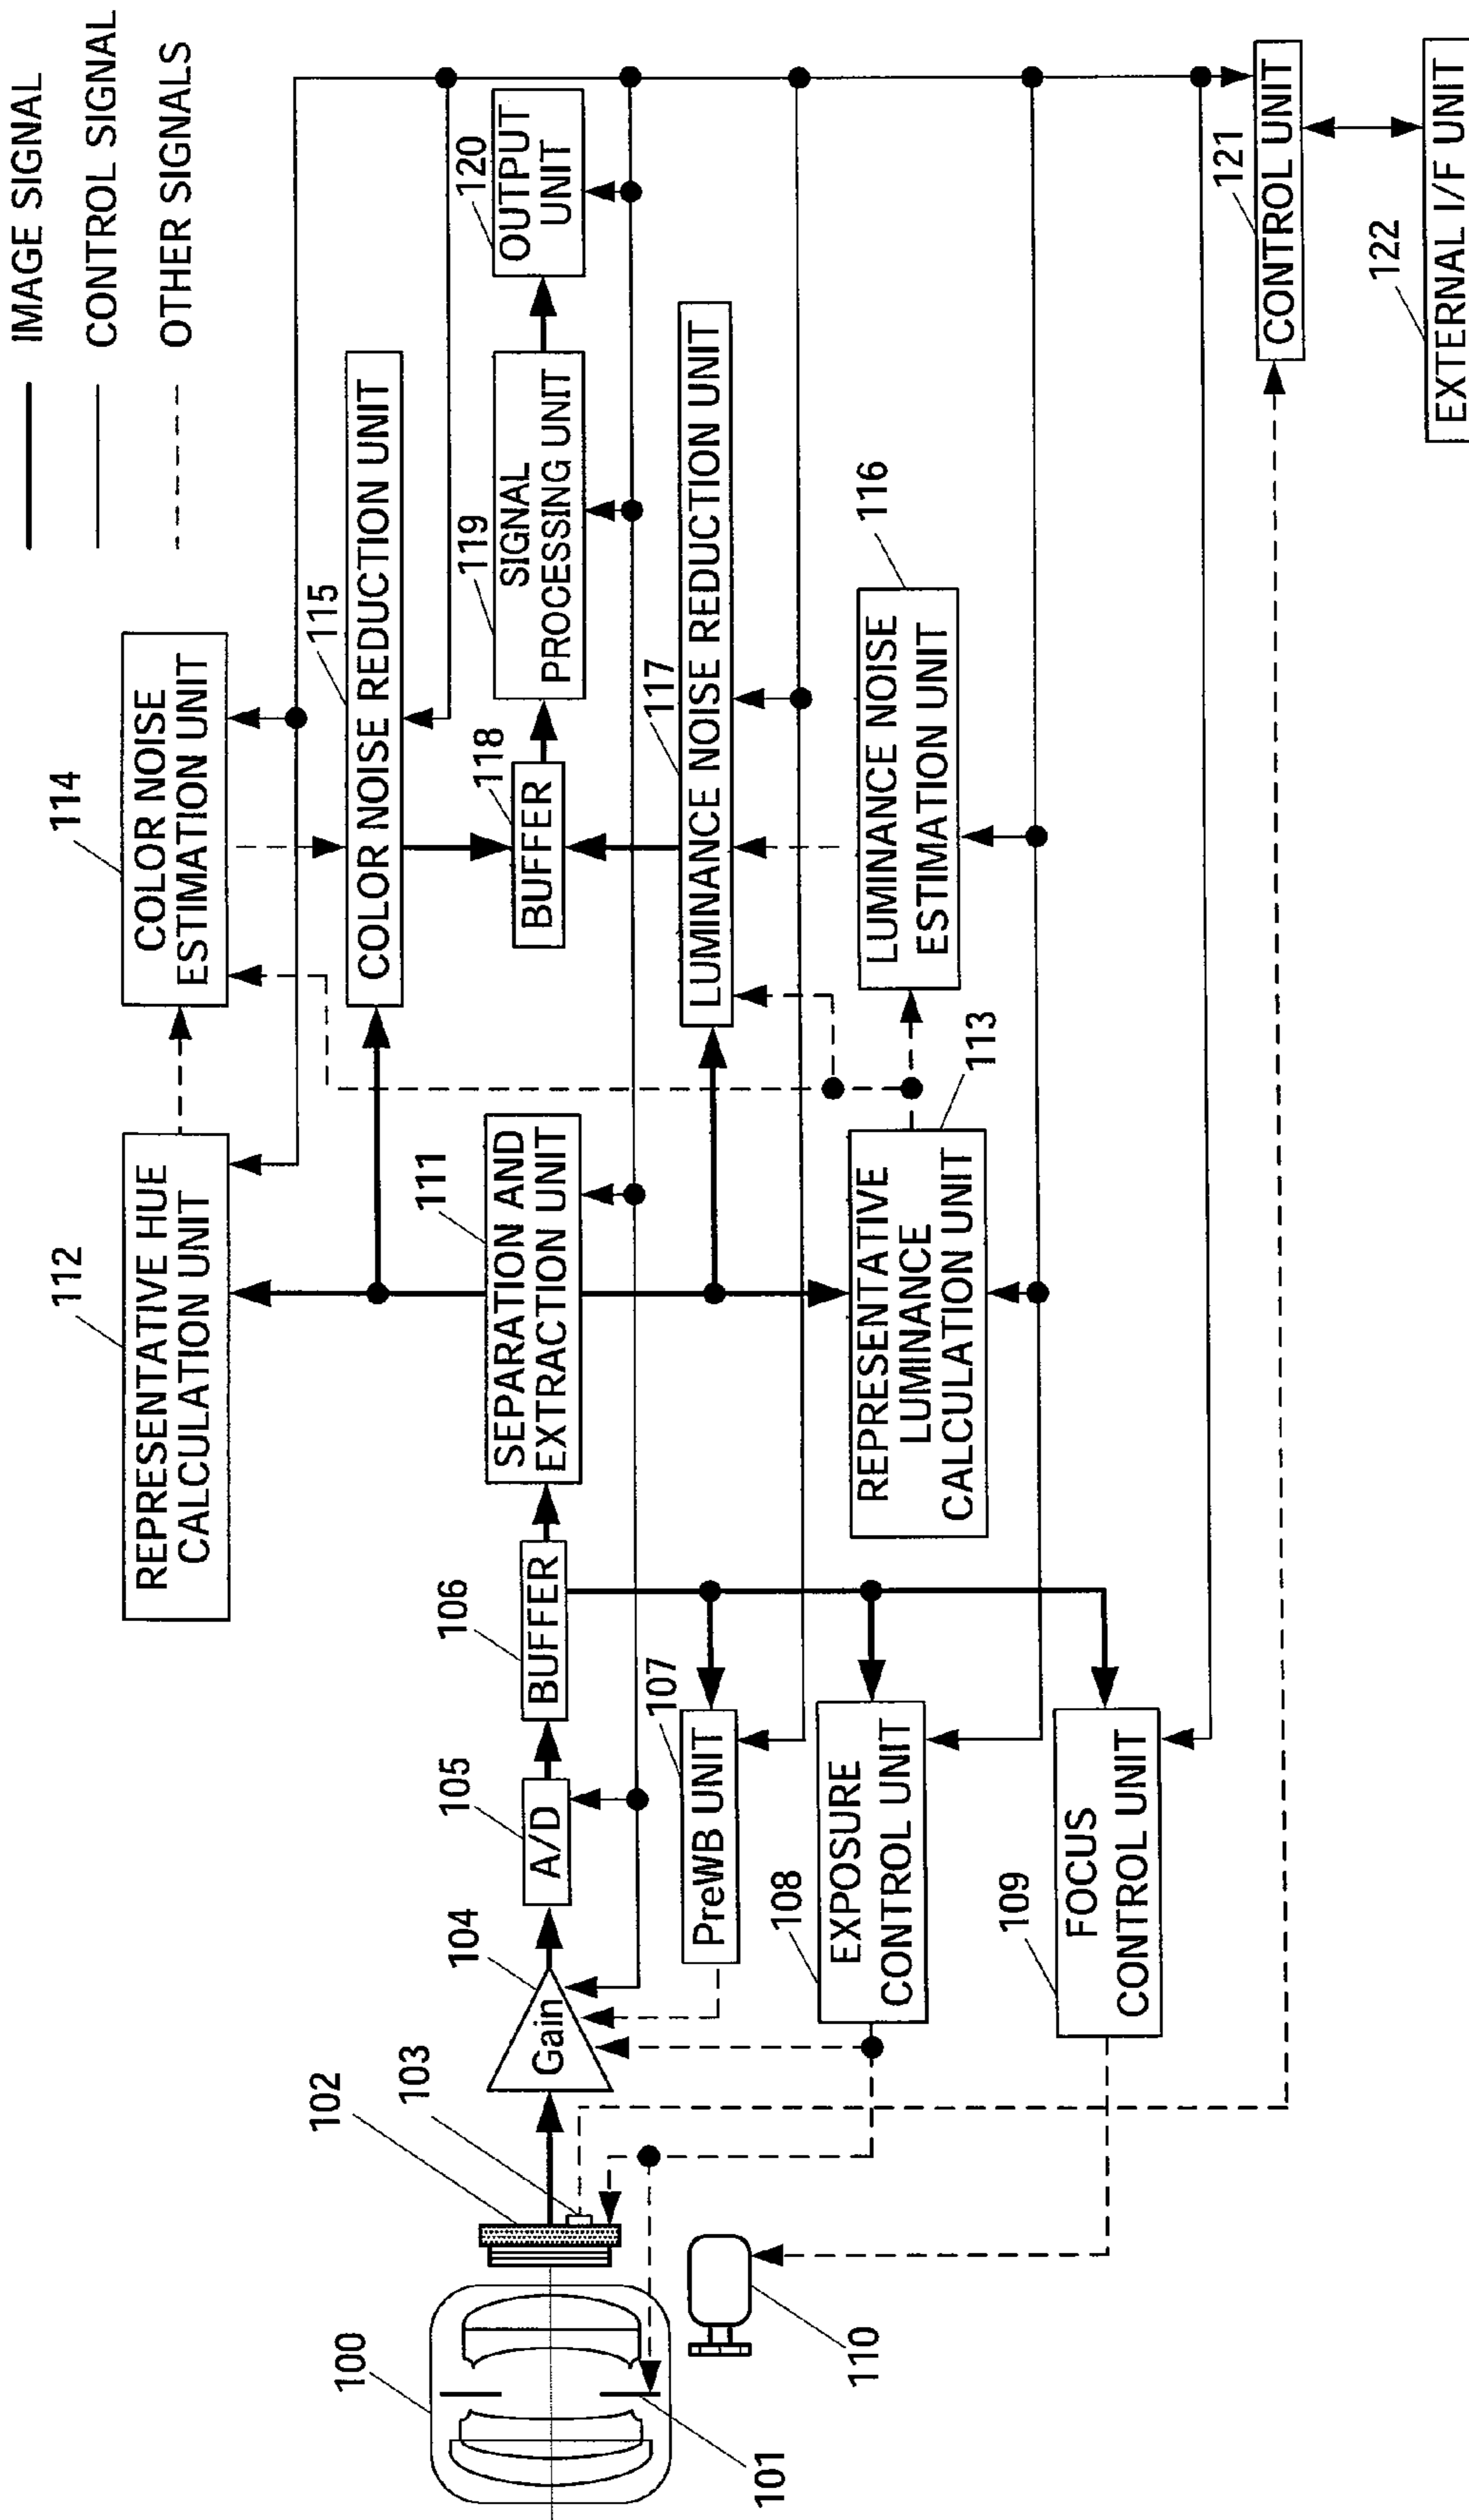 IMAGE SIGNAL
CONTROL SIGNAL
OTHER SIGNALS
112
REPRESENTATIVE HUE
CALCULATION UNIT
114
COLOR NOISE
ESTIMATION UNIT
115
COLOR NOISE REDUCTION UNIT
100
102
103
104
Gain
105
A/D
106
BUFFER
111
SEPARATION AND
EXTRACTION UNIT
118
BUFFER
119
SIGNAL
PROCESSING UNIT
120
OUTPUT
UNIT
107
PreWB UNIT
117
LUMINANCE NOISE REDUCTION UNIT
101
110
108
EXPOSURE
CONTROL UNIT
REPRESENTATIVE
LUMINANCE
CALCULATION UNIT
113
LUMINANCE NOISE
ESTIMATION UNIT
116
109
FOCUS
CONTROL UNIT
121
CONTROL UNIT
122
EXTERNAL I/F UNIT